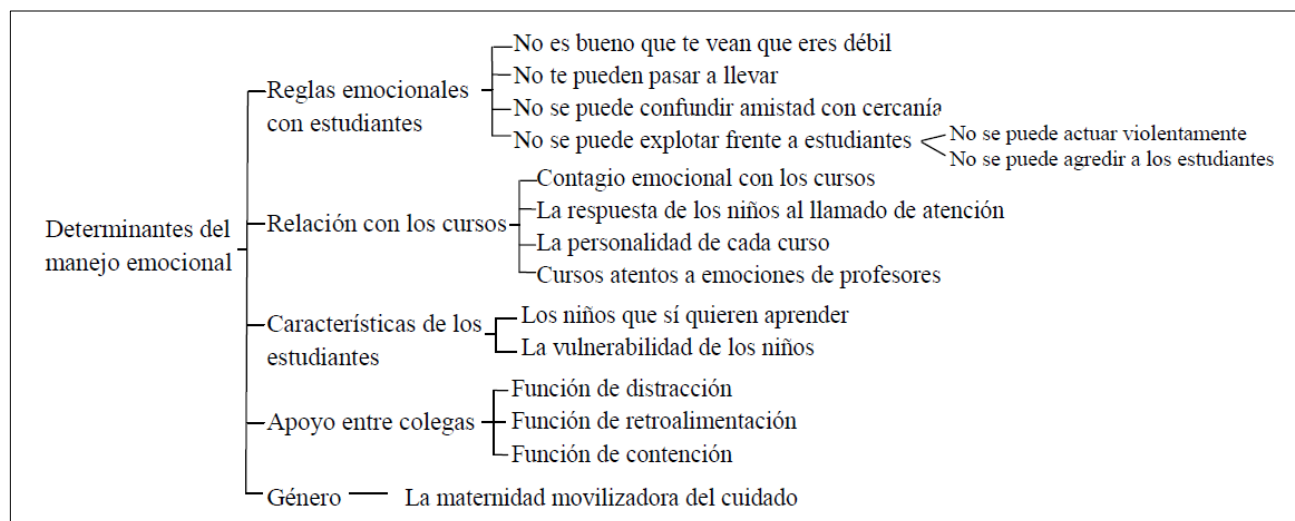 Determinantes del
manejo emocional
Reglas emocionales
con estudiantes
No es bueno que te vean que eres débil
No te pueden pasar a llevar
No se puede confundir amistad con cercanía
No se puede explotar frente a estudiantes
No se puede actuar violentamente
No se puede agredir a los estudiantes
Relación con los cursos
Contagio emocional con los cursos
La respuesta de los niños al llamado de atención
La personalidad de cada curso
Cursos atentos a emociones de profesores
Características de los
estudiantes
Los niños que sí quieren aprender
La vulnerabilidad de los niños
Apoyo entre colegas
Función de distracción
Función de retroalimentación
Función de contención
Género
La maternidad movilizadora del cuidado